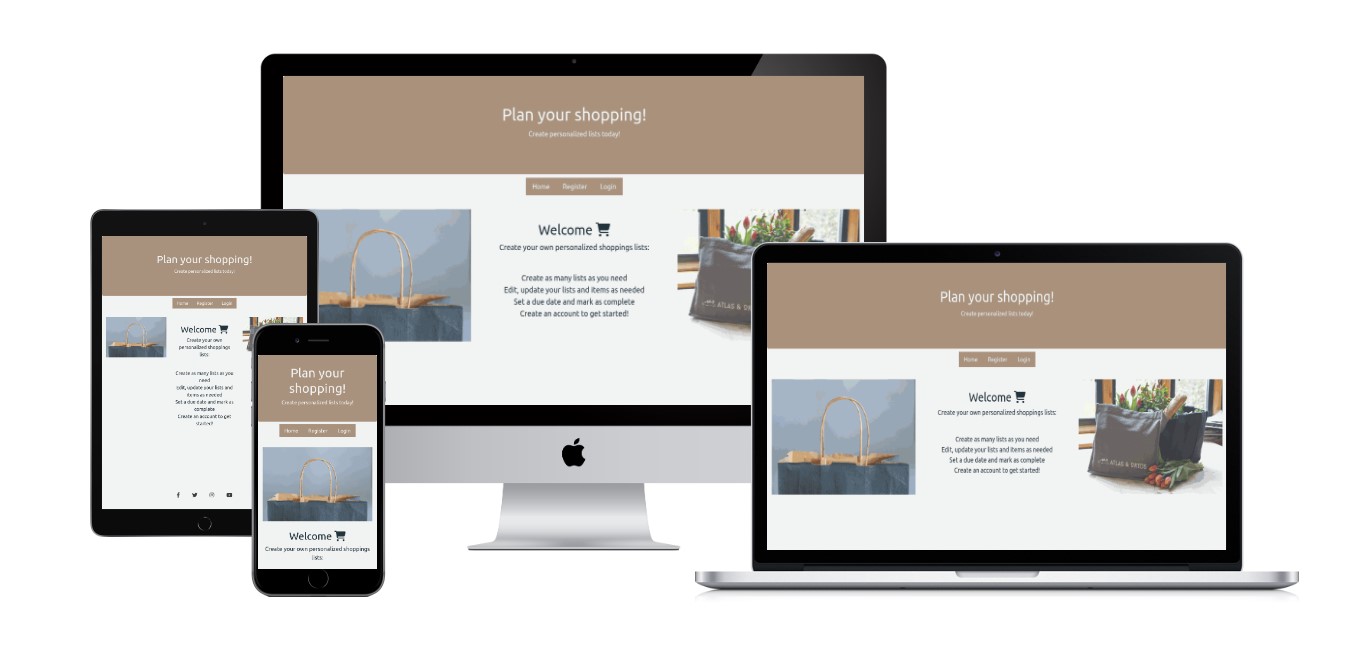 Plan your shopping!
Create personalized lists today!
Home Register Login
Welcome
Create your own personalized shoppings lists:
Create as many lists as you need
Edit, update your lists and items as needed
Set a due date and mark as complete
Create an account to get started!
ATLAS &
Plan your shopping!
Create personalized lists today!
Home Register Login
Welcome
Create your own
personalized shoppings
lists:
Create as many lists as you
need
Edit, update your lists and
items as needed
Set a due date and mark as
complete
Create an account to get
started!
Plan your
shopping!
Create personalized lists today!
Home Register Login
Welcome
Create your own personalized shoppings
lists:
Plan your shopping!
Create personalized lists today!
Home Register Login
Welcome
Create your own personalized shoppings lists:
Create as many lists as you need
Edit, update your lists and items as needed
Set a due date and mark as complete
Create an account to get started!
ATLAS &